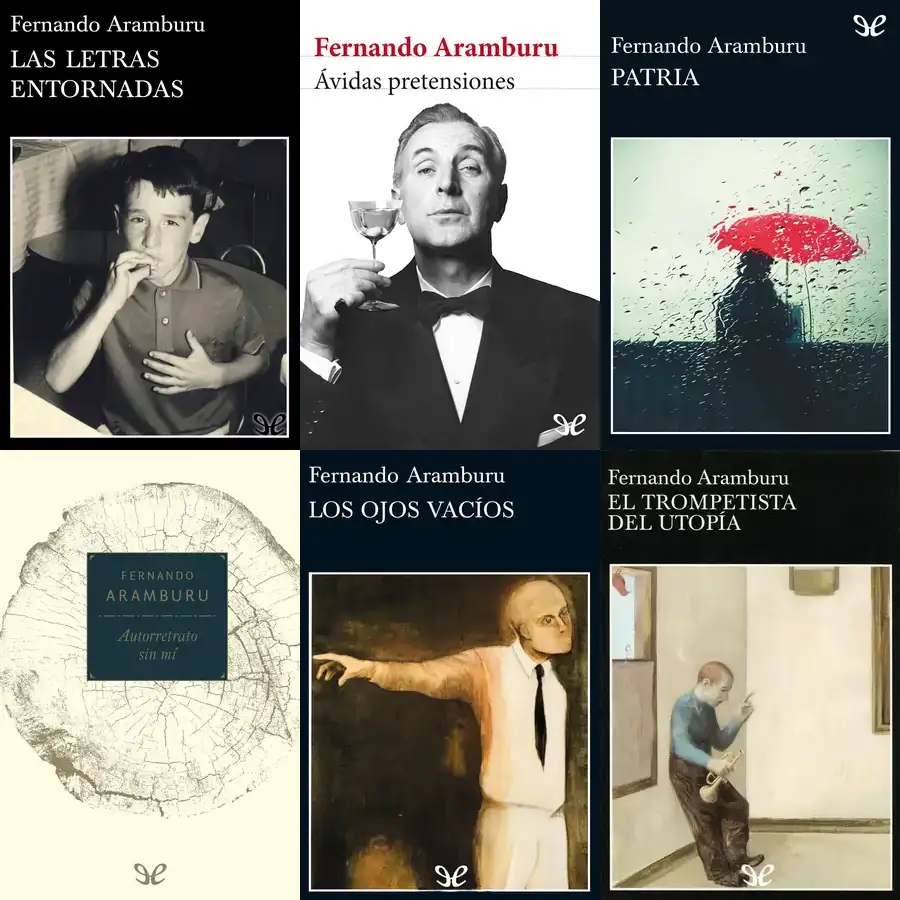 Fernando Aramburu
LAS LETRAS
ENTORNADAS
Fernando Aramburu
Ávidas pretensiones
Fernando Aramburu
PATRIA
FERNANDO
ARAMBURU
Autorretrato
sin mí
Fernando Aramburu
LOS OJOS VACÍOS
Fernando Aramburu
EL TROMPETISTA
DEL UTOPÍA